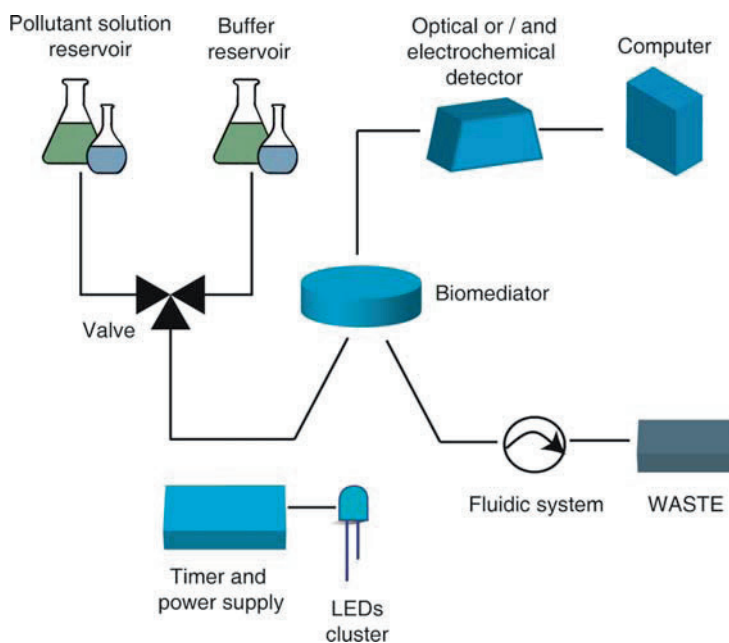 Pollutant solution
reservoir
Buffer
reservoir
Optical or / and
electrochemical
detector
Computer
Valve
Biomediator
Fluidic system
WASTE
Timer and
power supply
LEDs
cluster